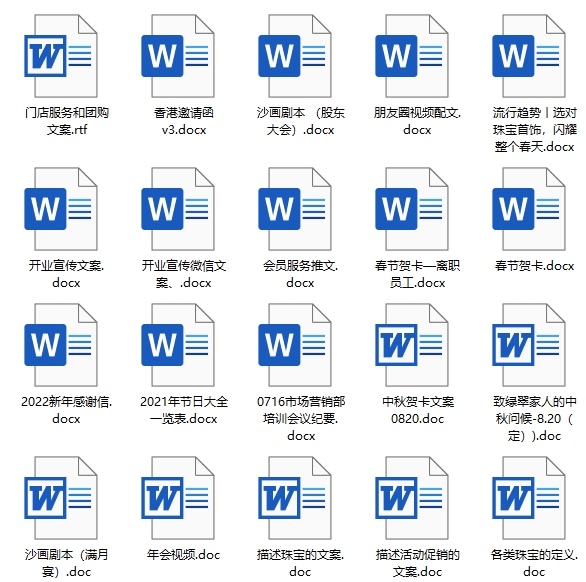 门店服务和团购
文案.rtf
香港邀请函
v3.docx
沙画剧本 （股东
大会）.docx
朋友圈视频配文.
docx
流行趋势丨选对
珠宝首饰，闪耀
整个春天.docx
开业宣传文案.
docx
开业宣传微信文
案、.docx
会员服务推文.
docx
春节贺卡—离职
员工.docx
春节贺卡.docx
2022新年感谢信.
docx
2021年节日大全
一览表.docx
0716市场营销部
培训会议纪要.
docx
中秋贺卡文案
0820.doc
致绿翠家人的中
秋问候-8.20（
定）).doc
沙画剧本（满月
宴）.doc
年会视频.doc
描述珠宝的文案.
doc
描述活动促销的
文案.doc
各类珠宝的定义.
doc